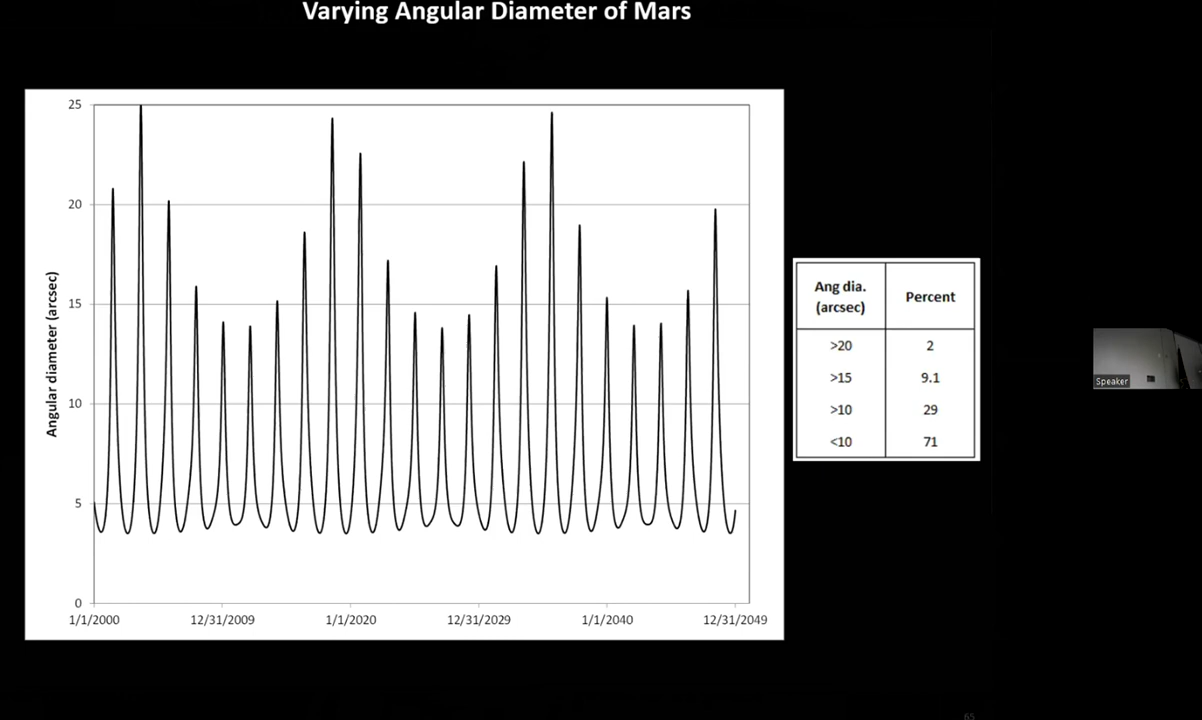 Varying Angular Diameter of Mars
25
20
15
10
5
0
Angular diameter (arcsec)
1/1/2000 12/31/2009 1/1/2020 12/31/2029 1/1/2040 12/31/2049
Ang dia. (arcsec) Percent
>20 2
>15 9.1
>10 29
<10 71
Speaker
65